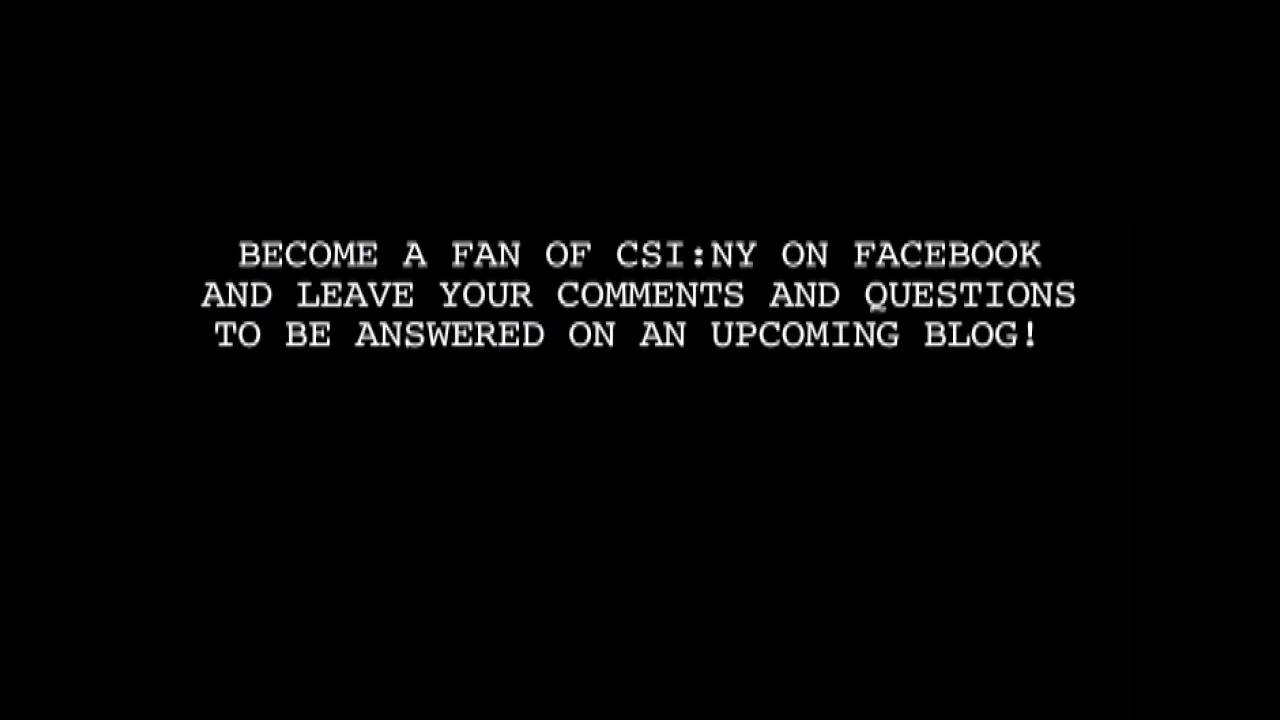 BECOME A FAN OF CSI:NY ON FACEBOOK
AND LEAVE YOUR COMMENTS AND QUESTIONS
TO BE ANSWERED ON AN UPCOMING BLOG!